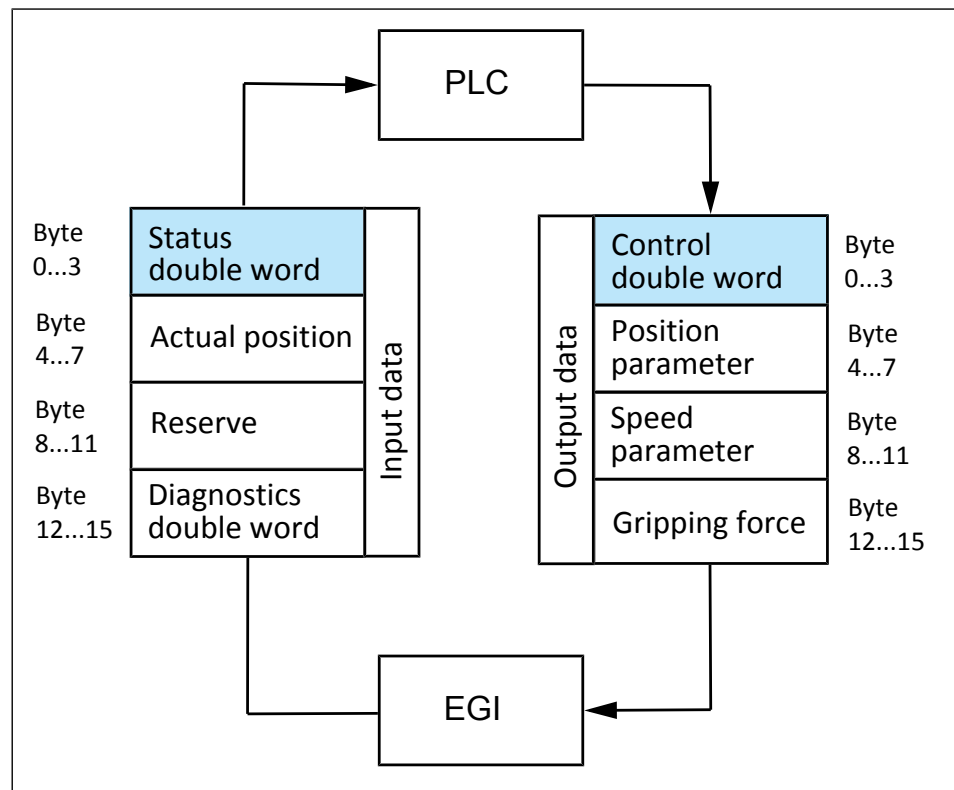 PLC
Byte
0...3
Status
double word
Byte
4...7
Actual position
Byte
8...11
Reserve
Byte
12...15
Diagnostics
double word
Input data
Output data
Control
double word
Byte
0...3
Position
parameter
Byte
4...7
Speed
parameter
Byte
8...11
Gripping force
Byte
12...15
EGI